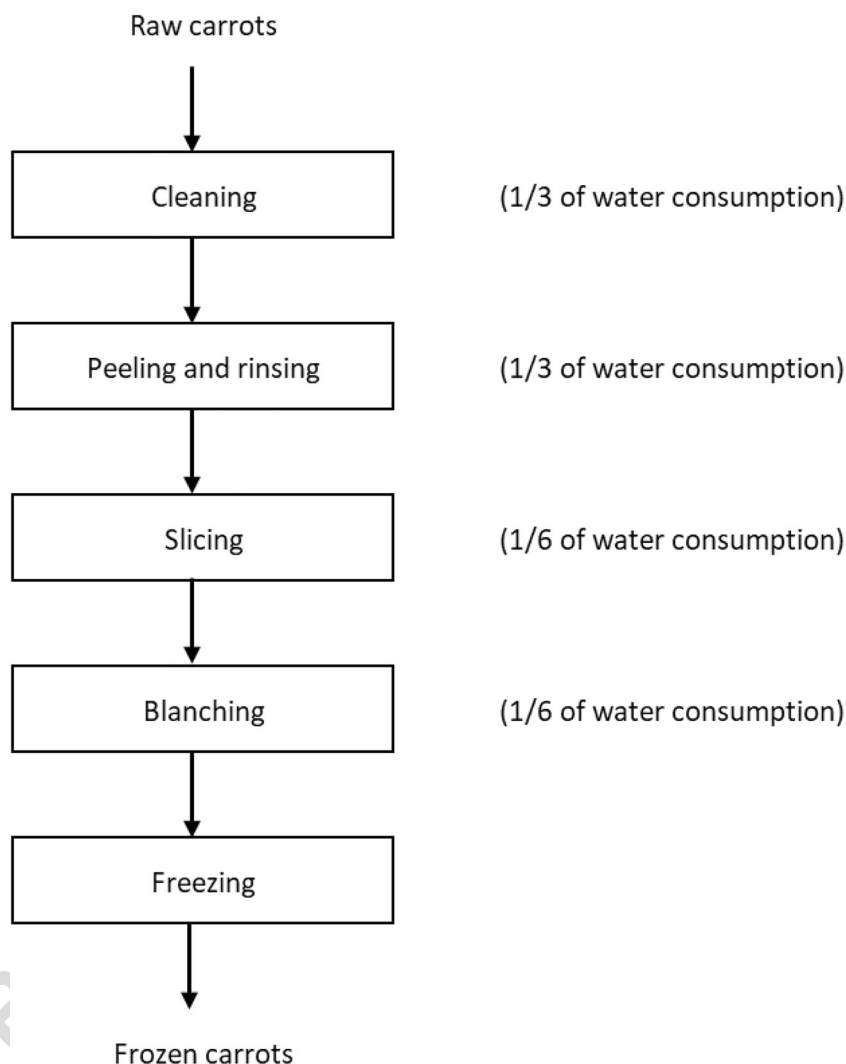 Raw carrots
Cleaning (1/3 of water consumption)
Peeling and rinsing (1/3 of water consumption)
Slicing (1/6 of water consumption)
Blanching (1/6 of water consumption)
Freezing
Frozen carrots